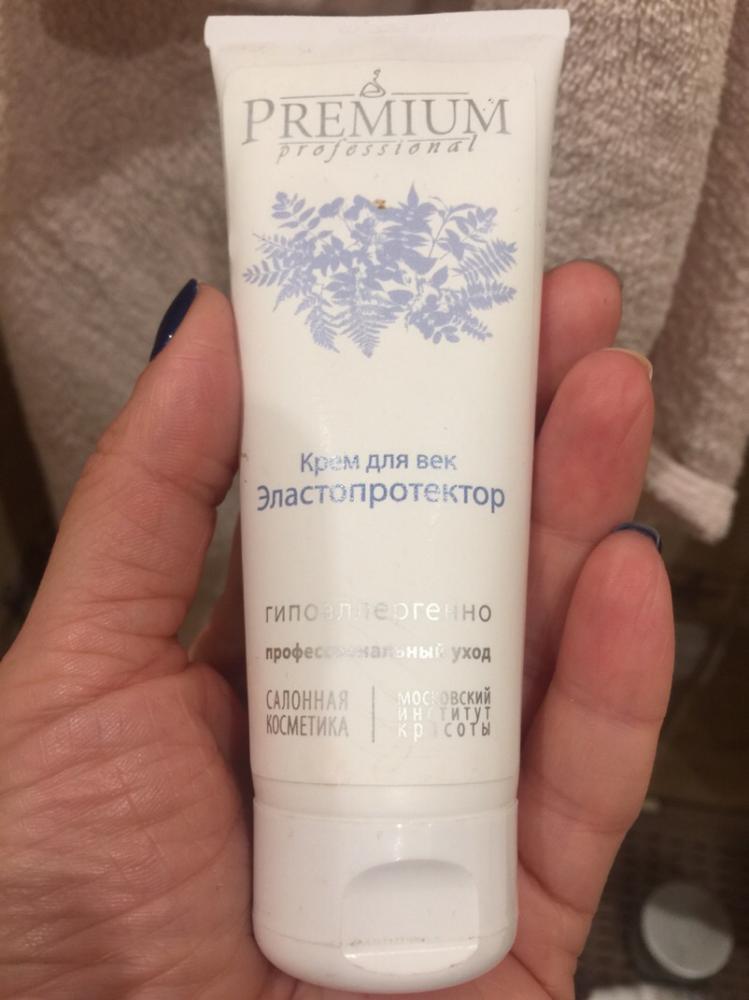 PREMIUM
professional
Крем для век
Эластопротектор
гипоаллергенно
профессиональный уход
САЛОННАЯ
КОСМЕТИКА
МОСКОВСКИЙ
ИНСТИТУТ
КРАСОТЫ